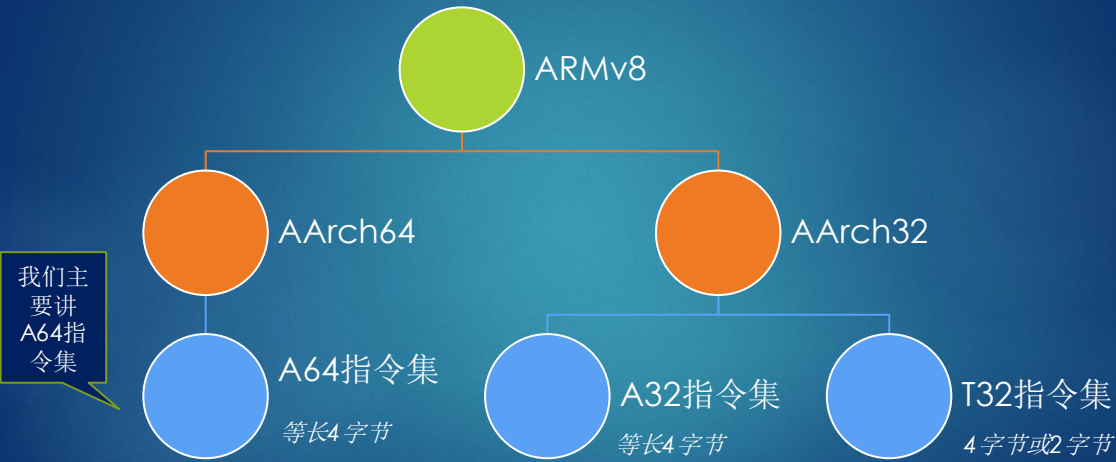 ARMv8
AArch64
AArch32
我们主
要讲
A64指
令集
A64指令集
等长4字节
A32指令集
等长4字节
T32指令集
4字节或2字节